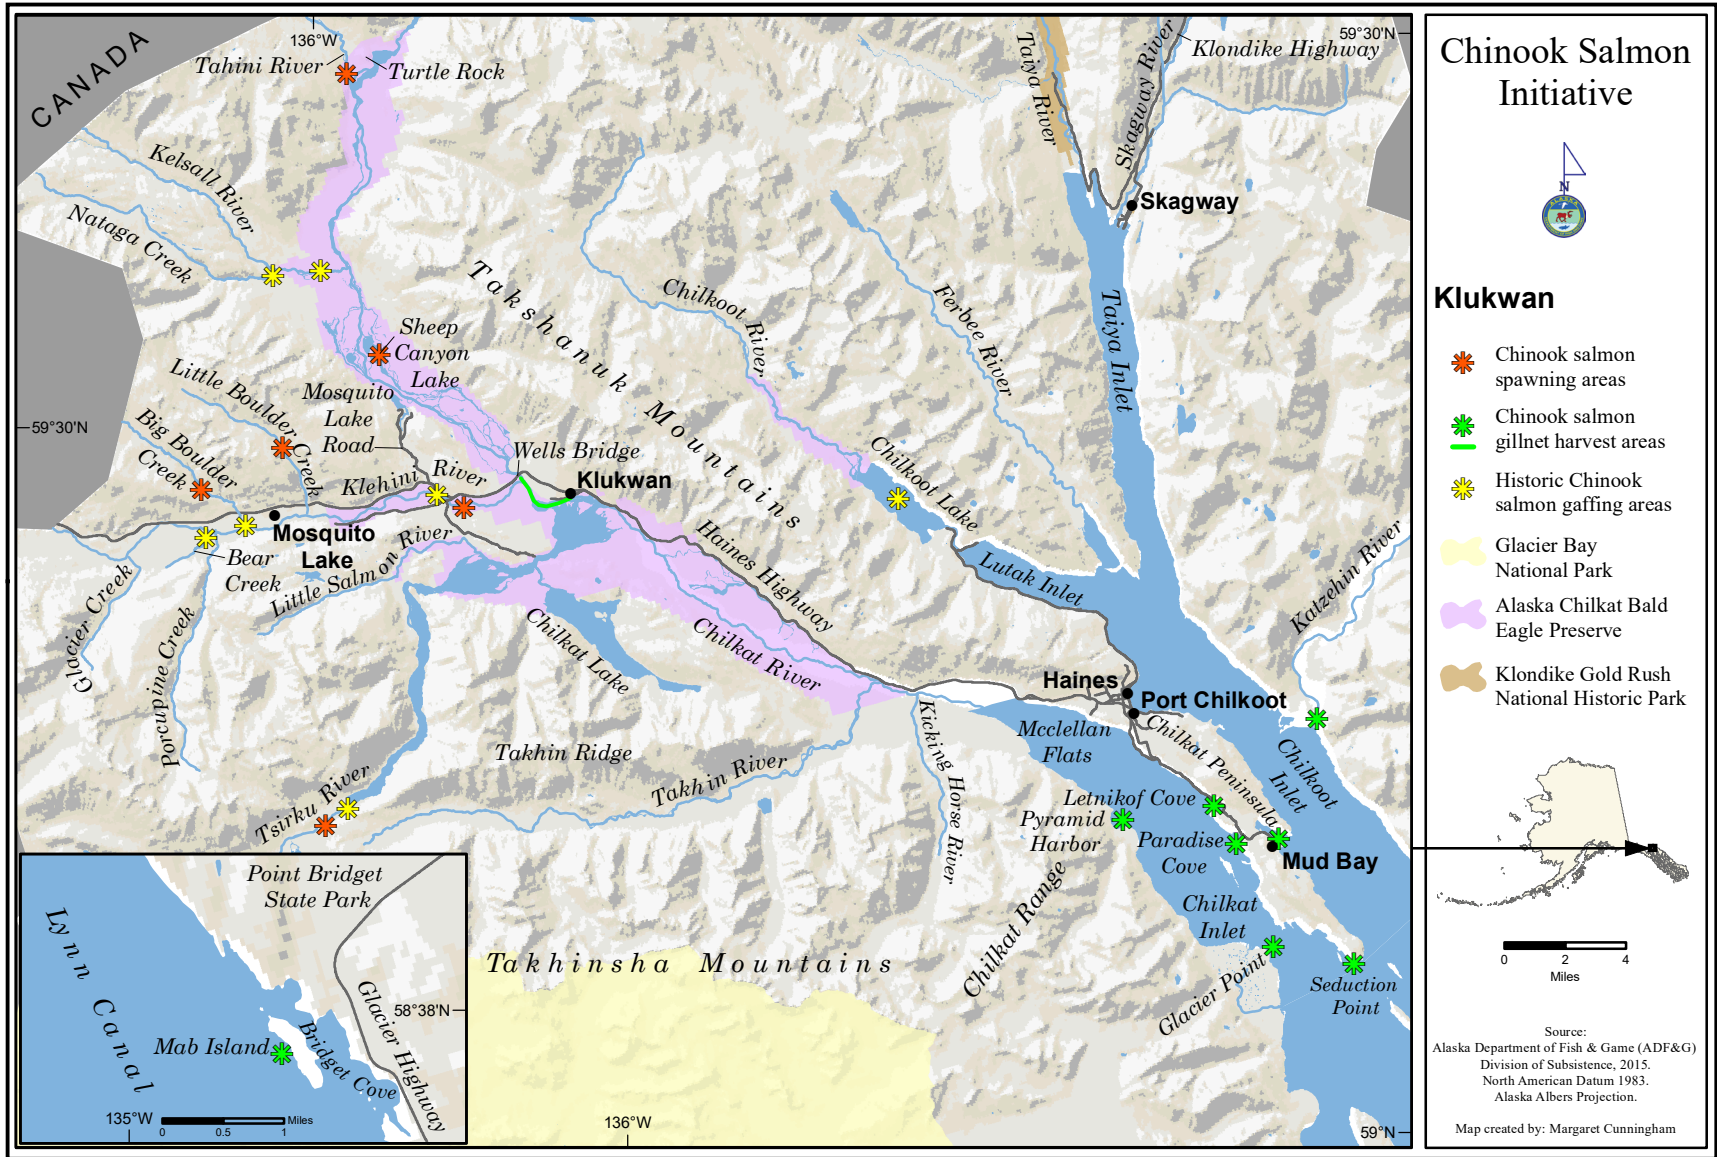 CANADA
136°W
Tahini River
Turtle Rock
Taiya River
Skagway River
Klondike Highway
59°30'N
Kelsall River
Nataga Creek
Skagway
Takshanuk Mountains
Chilkoot River
Ferbee River
Taiya Inlet
Sheep
Canyon
Lake
Mosquito
Lake
Road
Little Boulder Creek
Big Boulder
Creek
59°30'N
Klehini River
Wells Bridge
Klukwan
Chilkoot Lake
Mosquito
Lake
Bear
Creek
Little Salmon River
Glacier Creek
Porcupine Creek
Haines Highway
Lutak Inlet
Katzehin River
Chilkat Lake
Chilkat River
Haines
Port Chilkoot
Mcclellan
Flats
Chilkat Peninsula
Chilkoot
Inlet
Kicking Horse River
Takhin Ridge
Takhin River
Tsirku River
Letnikof Cove
Pyramid
Harbor
Paradise
Cove
Mud Bay
Chilkat Range
Chilkat
Inlet
Glacier Point
Seduction
Point
Takhinsha Mountains
136°W
59°N
Point Bridget
State Park
Lynn Canal
Mab Island
Bridget Cove
Glacier Highway
58°38'N
135°W
Miles
0 0.5 1
Chinook Salmon
Initiative
N
ALASKA
Klukwan
Chinook salmon
spawning areas
Chinook salmon
gillnet harvest areas
Historic Chinook
salmon gaffing areas
Glacier Bay
National Park
Alaska Chilkat Bald
Eagle Preserve
Klondike Gold Rush
National Historic Park
0 2 4
Miles
Source:
Alaska Department of Fish & Game (ADF&G)
Division of Subsistence, 2015.
North American Datum 1983.
Alaska Albers Projection.
Map created by: Margaret Cunningham